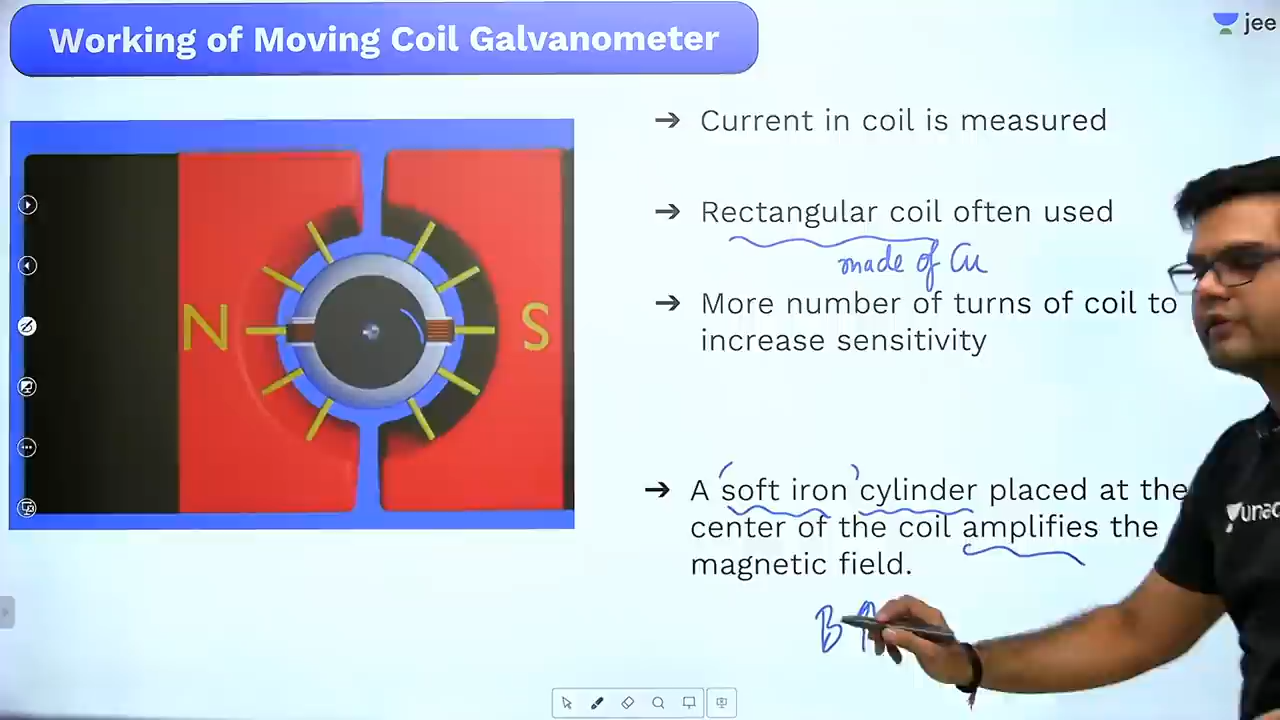 Working of Moving Coil Galvanometer
jee
N
S
→ Current in coil is measured
→ Rectangular coil often used
made of Cu
→ More number of turns of coil to
increase sensitivity
→ A 'soft iron' cylinder placed at the
center of the coil amplifies the
magnetic field.
B ↑